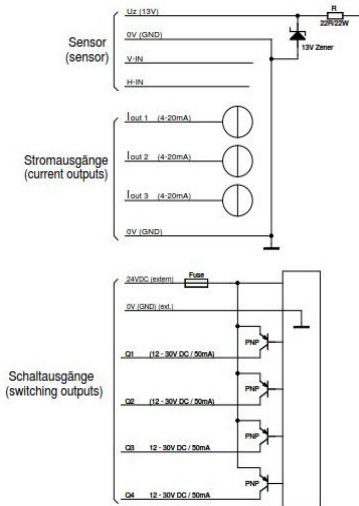 Uz (13V)
R
22R/22W
0V (GND)
13V Zener
Sensor
(sensor)
V-IN
H-IN
Iout 1 (4-20mA)
Stromausgänge
(current outputs)
Iout 2 (4-20mA)
Iout 3 (4-20mA)
0V (GND)
24VDC (extern)
Fuse
0V (GND) (ext.)
PNP
Q1 (12 - 30V DC / 50mA)
Schaltausgänge
(switching outputs)
PNP
Q2 (12 - 30V DC / 50mA)
PNP
Q3 12 - 30V DC / 50mA
PNP
Q4 12 - 30V DC / 50mA